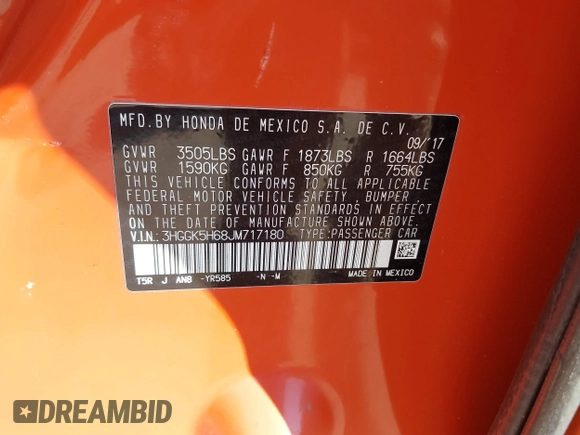 MFD.BY HONDA DE MEXICO S.A. DE C.V.
09/'17
GVWR 3505LBS GAWR F 1873LBS R 1664LBS
GVWR 1590KG GAWR F 850KG R 755KG
THIS VEHICLE CONFORMS TO ALL APPLICABLE
FEDERAL MOTOR VEHICLE SAFETY , BUMPER ,
AND THEFT PREVENTION STANDARDS IN EFFECT
ON THE DATE OF MANUFACTURE SHOWN ABOVE.
V.I.N.: 3HGGK5H68JM717180 TYPE:PASSENGER CAR
T5R J AN8 -YR585 -N -M MADE IN MEXICO
DREAMBID